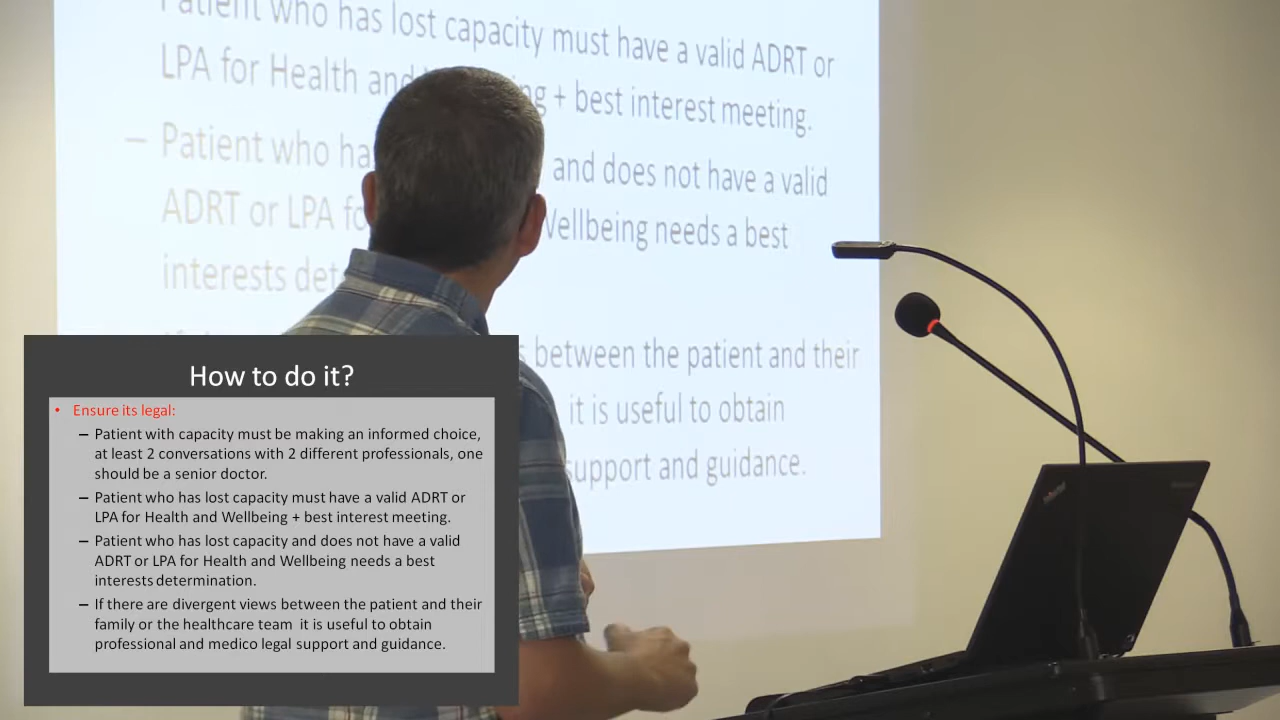 Patient who has lost capacity must have a valid ADRT or
LPA for Health and ng + best interest meeting.
– Patient who ha and does not have a valid
ADRT or LPA fo Wellbeing needs a best
interests det
between the patient and their
it is useful to obtain
support and guidance.
How to do it?
• Ensure its legal:
– Patient with capacity must be making an informed choice,
at least 2 conversations with 2 different professionals, one
should be a senior doctor.
– Patient who has lost capacity must have a valid ADRT or
LPA for Health and Wellbeing + best interest meeting.
– Patient who has lost capacity and does not have a valid
ADRT or LPA for Health and Wellbeing needs a best
interests determination.
– If there are divergent views between the patient and their
family or the healthcare team it is useful to obtain
professional and medico legal support and guidance.